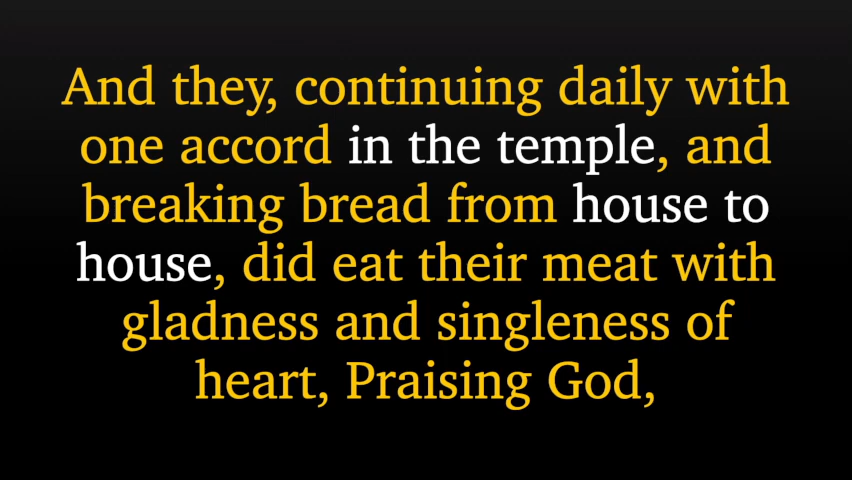 And they, continuing daily with
one accord in the temple, and
breaking bread from house to
house, did eat their meat with
gladness and singleness of
heart, Praising God,